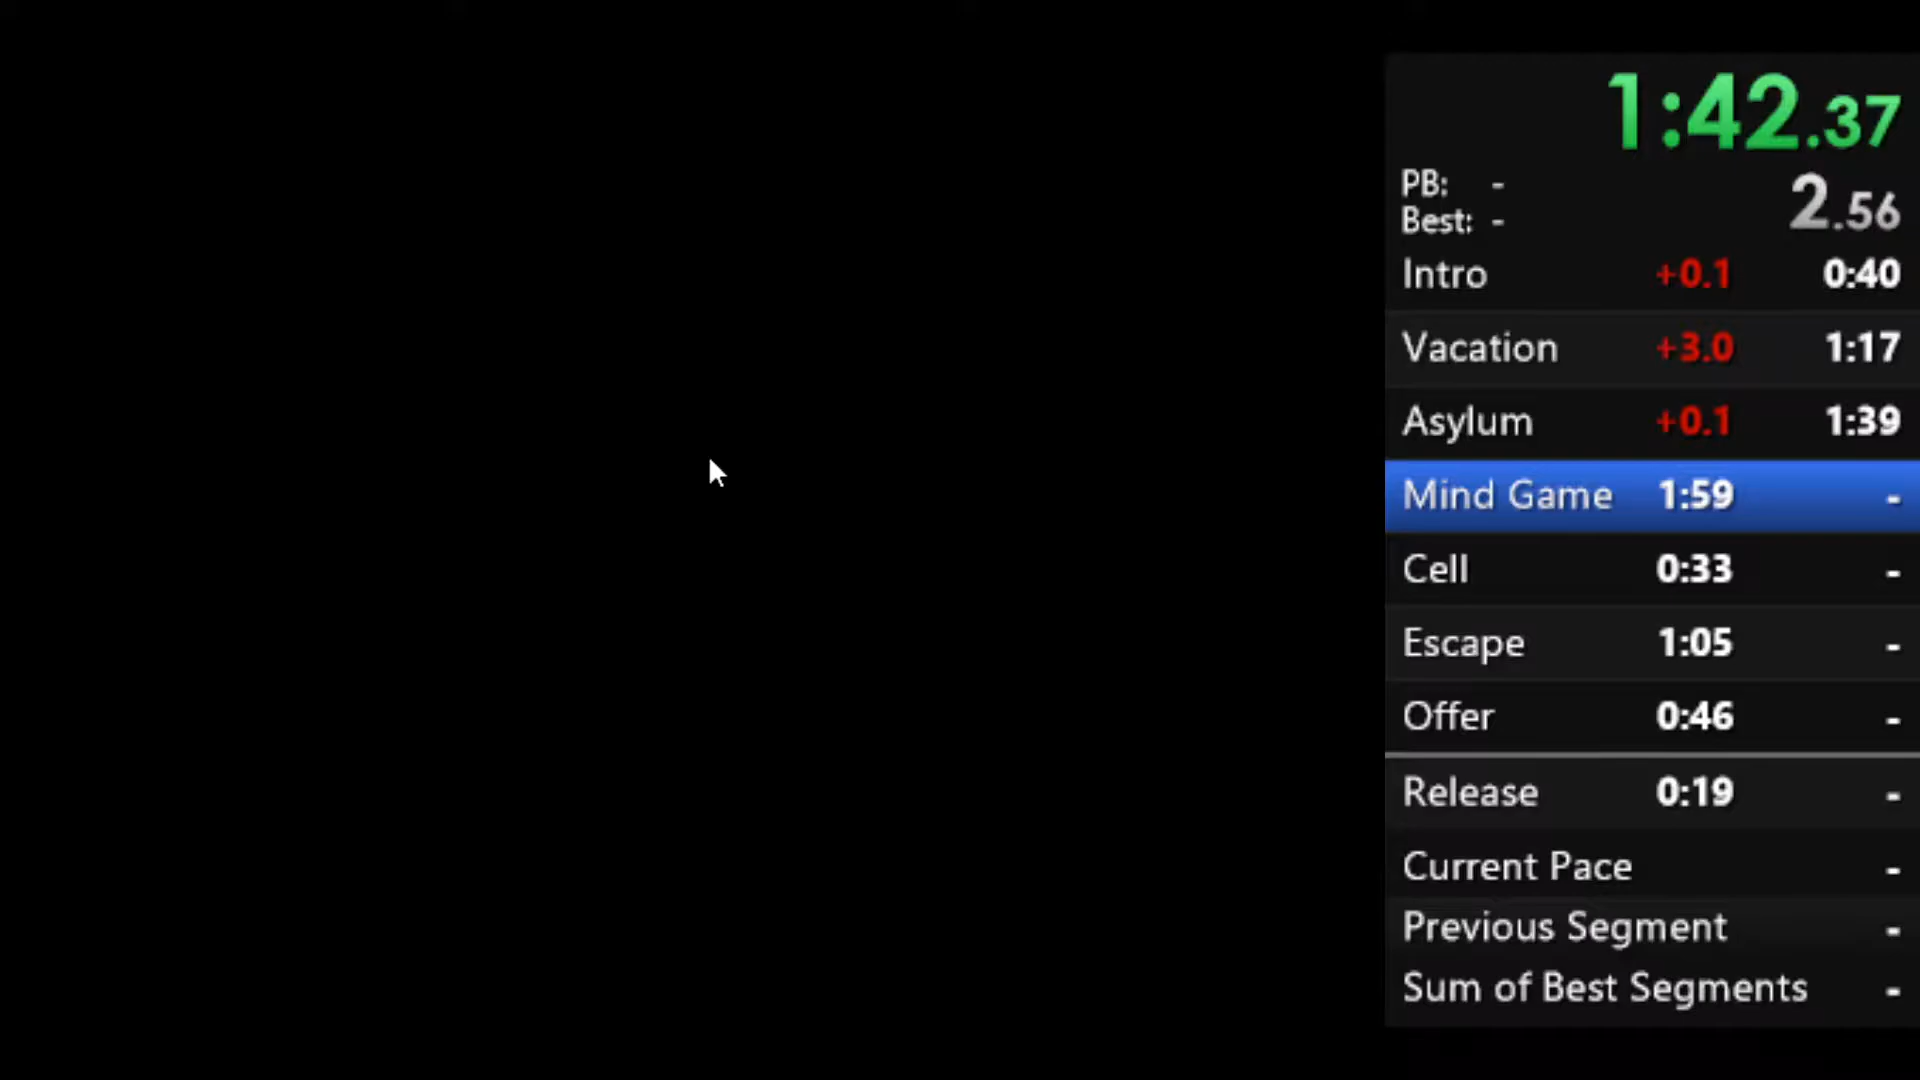 1:42.37
PB: -
2.56
Best: -
Intro +0.1 0:40
Vacation +3.0 1:17
Asylum +0.1 1:39
Mind Game 1:59 -
Cell 0:33 -
Escape 1:05 -
Offer 0:46 -
Release 0:19 -
Current Pace -
Previous Segment -
Sum of Best Segments -